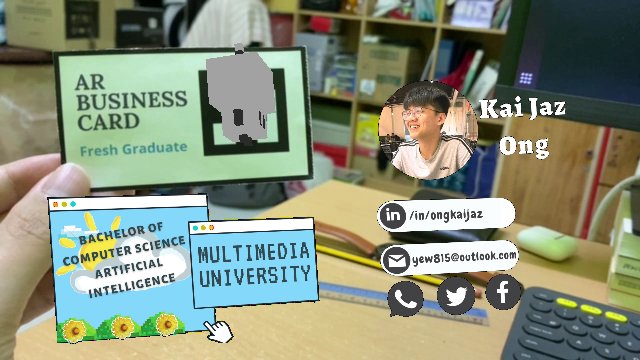 AR
BUSINESS
CARD
Fresh Graduate
Kai Jaz
Ong
in /in/ongkaijaz
yew815@outlook.com
BACHELOR OF
COMPUTER SCIENCE
ARTIFICIAL
INTELLIGENCE
MULTIMEDIA
UNIVERSITY